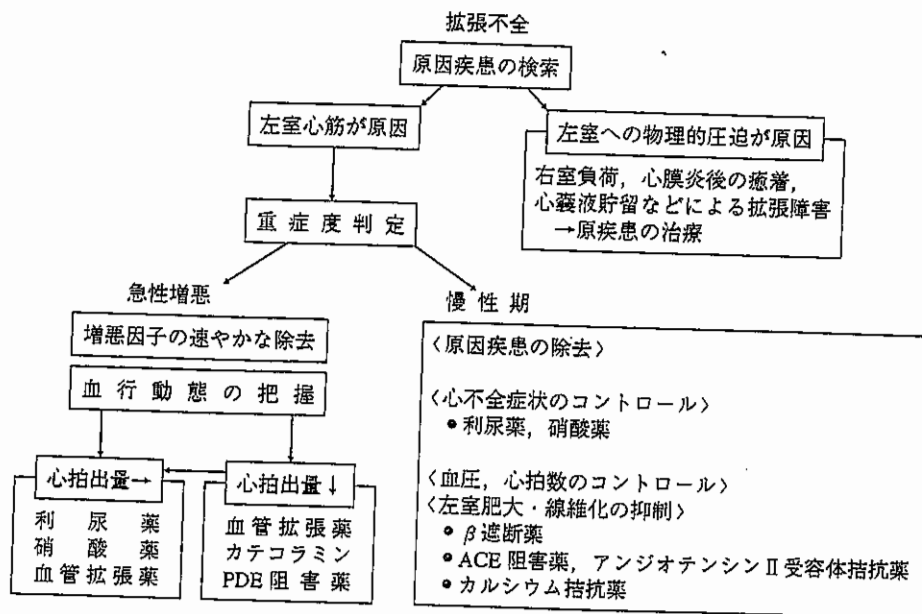 拡張不全
原因疾患の検索
左室心筋が原因
左室への物理的圧迫が原因
右室負荷，心膜炎後の癒着，
心嚢液貯留などによる拡張障害
→原疾患の治療
重症度判定
急性増悪
増悪因子の速やかな除去
血行動態の把握
心拍出量→
利尿薬
硝酸薬
血管拡張薬
心拍出量↓
血管拡張薬
カテコラミン
PDE阻害薬
慢性期
〈原因疾患の除去〉
〈心不全症状のコントロール〉
●利尿薬，硝酸薬
〈血圧，心拍数のコントロール〉
〈左室肥大・線維化の抑制〉
●β遮断薬
●ACE阻害薬，アンジオテンシンⅡ受容体拮抗薬
●カルシウム拮抗薬